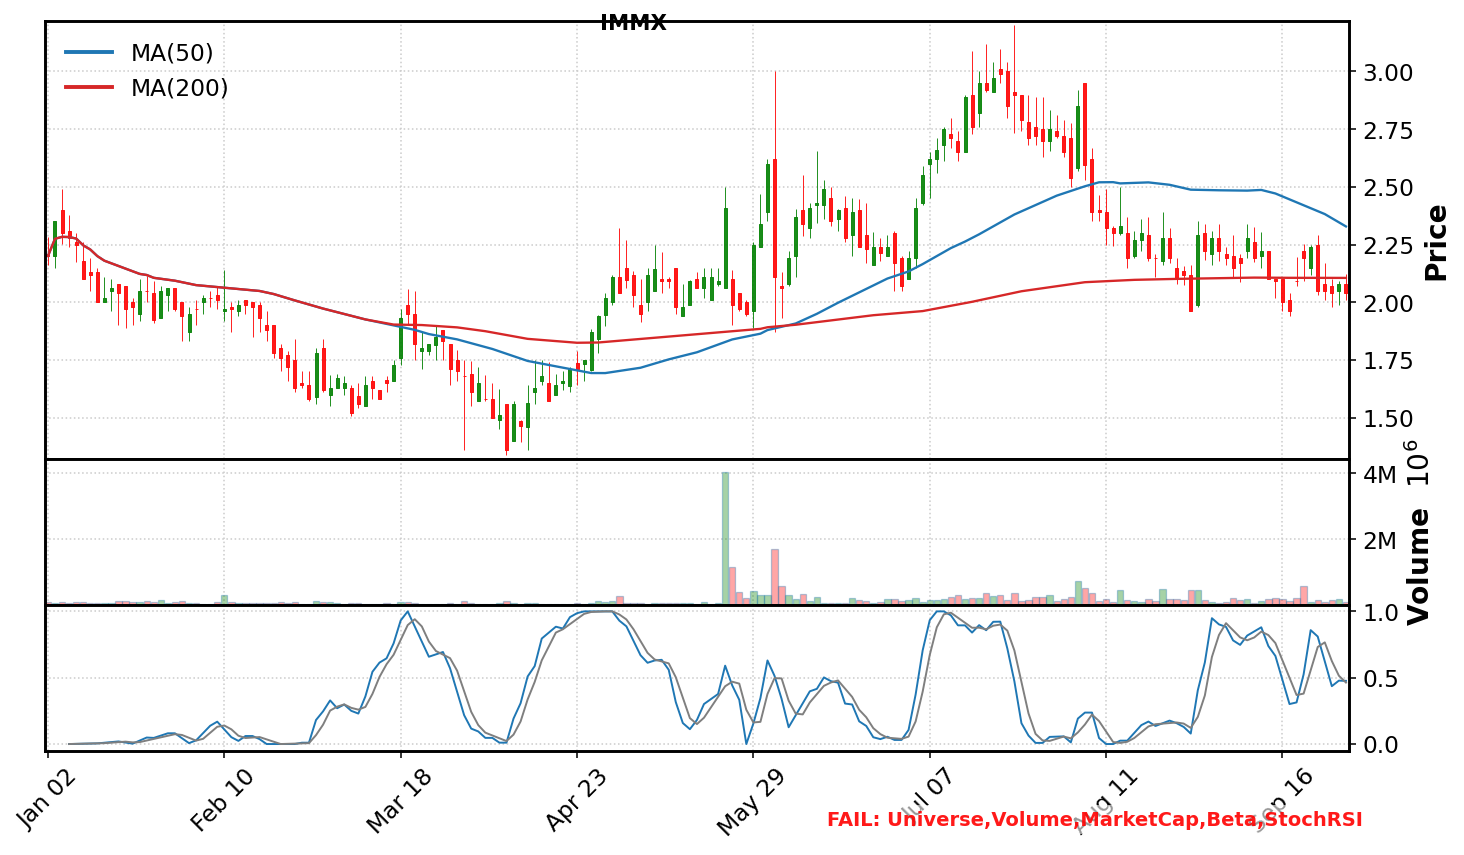 IMMX
MA(50)
MA(200)
3.00
2.75
2.50
2.25
2.00
1.75
1.50
Price
4M
2M
Volume 10⁶
1.0
0.5
0.0
Jan 02
Feb 10
Mar 18
Apr 23
May 29
Jul 07
Aug 11
Sep 16
FAIL: Universe,Volume,MarketCap,Beta,StochRSI